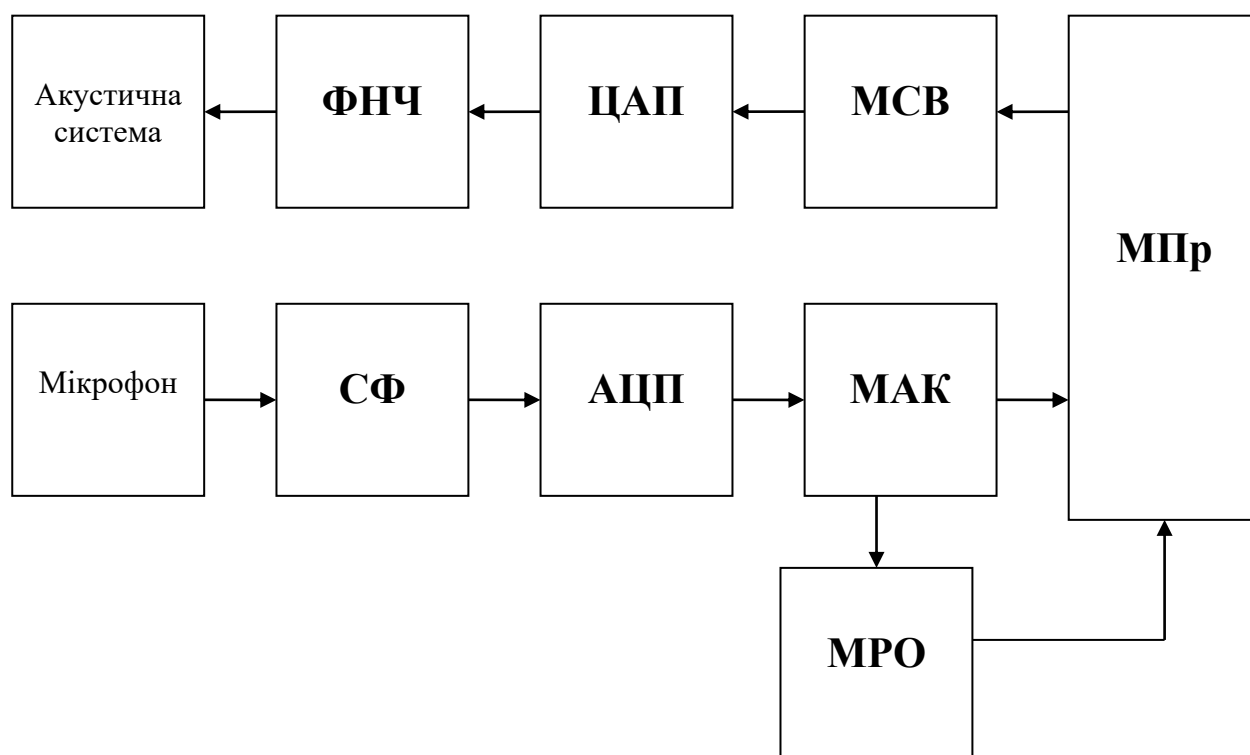 Акустична
система
ФНЧ
ЦАП
МСВ
МПр
Мікрофон
СФ
АЦП
МАК
МРО